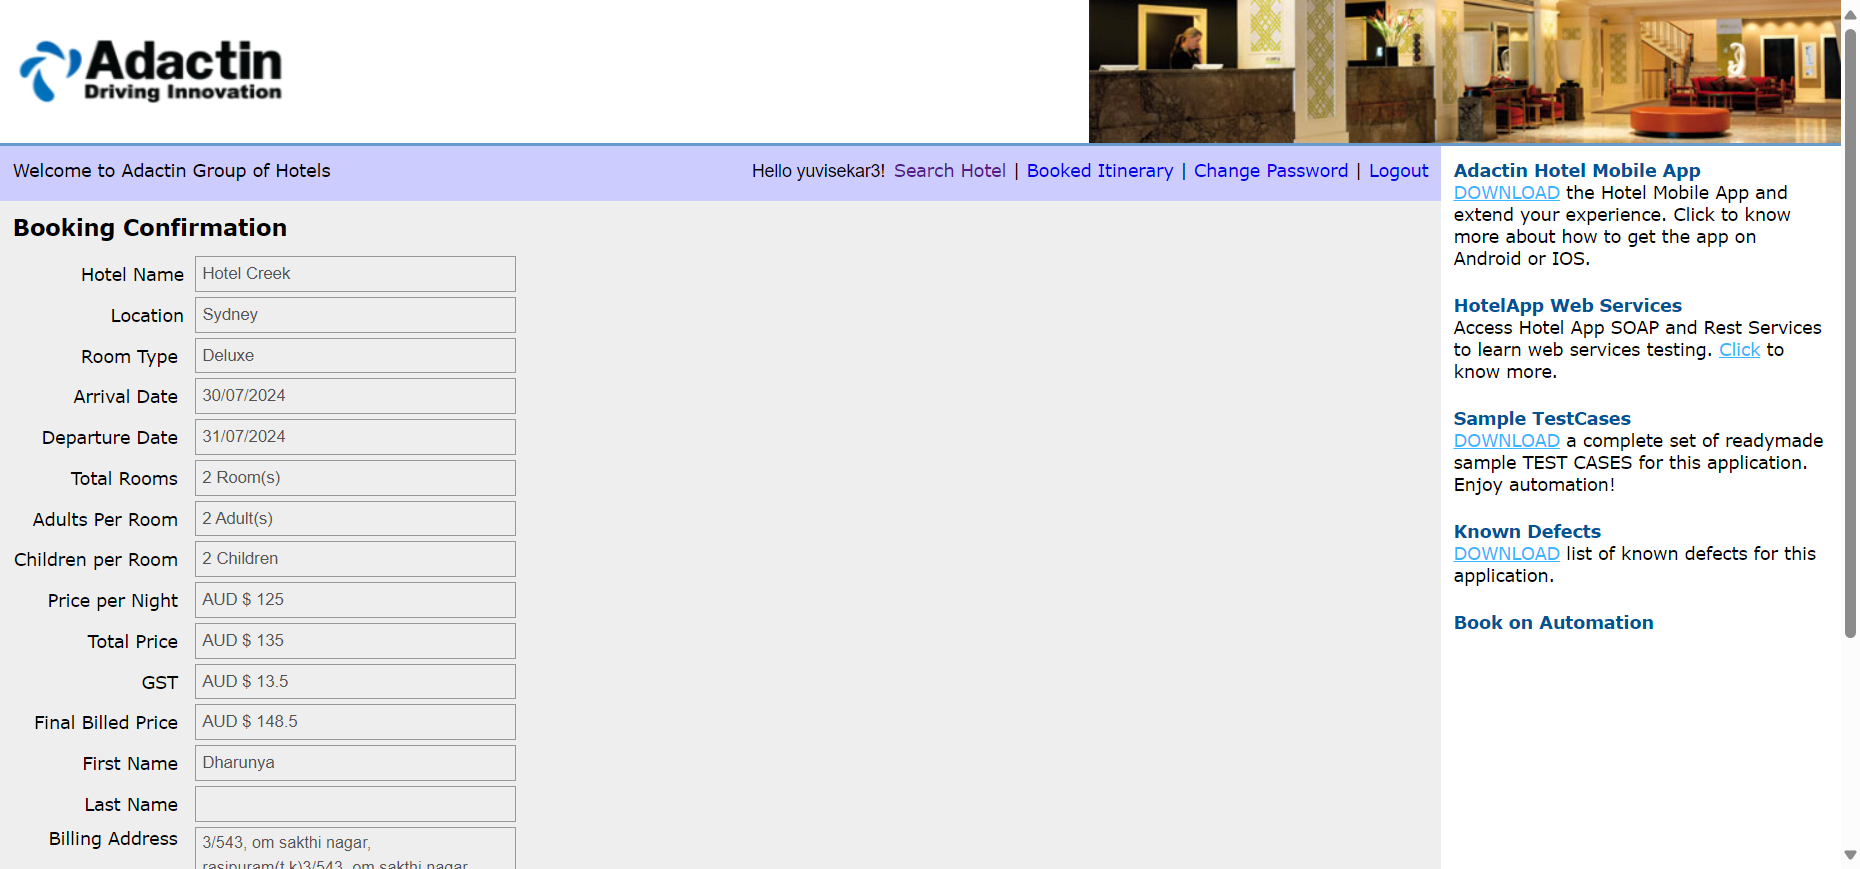 Adactin
Driving Innovation
Welcome to Adactin Group of Hotels
Hello yuvisekar3! Search Hotel | Booked Itinerary | Change Password | Logout
Booking Confirmation
Hotel Name Hotel Creek
Location Sydney
Room Type Deluxe
Arrival Date 30/07/2024
Departure Date 31/07/2024
Total Rooms 2 Room(s)
Adults Per Room 2 Adult(s)
Children per Room 2 Children
Price per Night AUD $ 125
Total Price AUD $ 135
GST AUD $ 13.5
Final Billed Price AUD $ 148.5
First Name Dharunya
Last Name
Billing Address 3/543, om sakthi nagar,
rasipuram(t.k)3/543, om sakthi nagar
Adactin Hotel Mobile App
DOWNLOAD the Hotel Mobile App and
extend your experience. Click to know
more about how to get the app on
Android or IOS.
HotelApp Web Services
Access Hotel App SOAP and Rest Services
to learn web services testing. Click to
know more.
Sample TestCases
DOWNLOAD a complete set of readymade
sample TEST CASES for this application.
Enjoy automation!
Known Defects
DOWNLOAD list of known defects for this
application.
Book on Automation